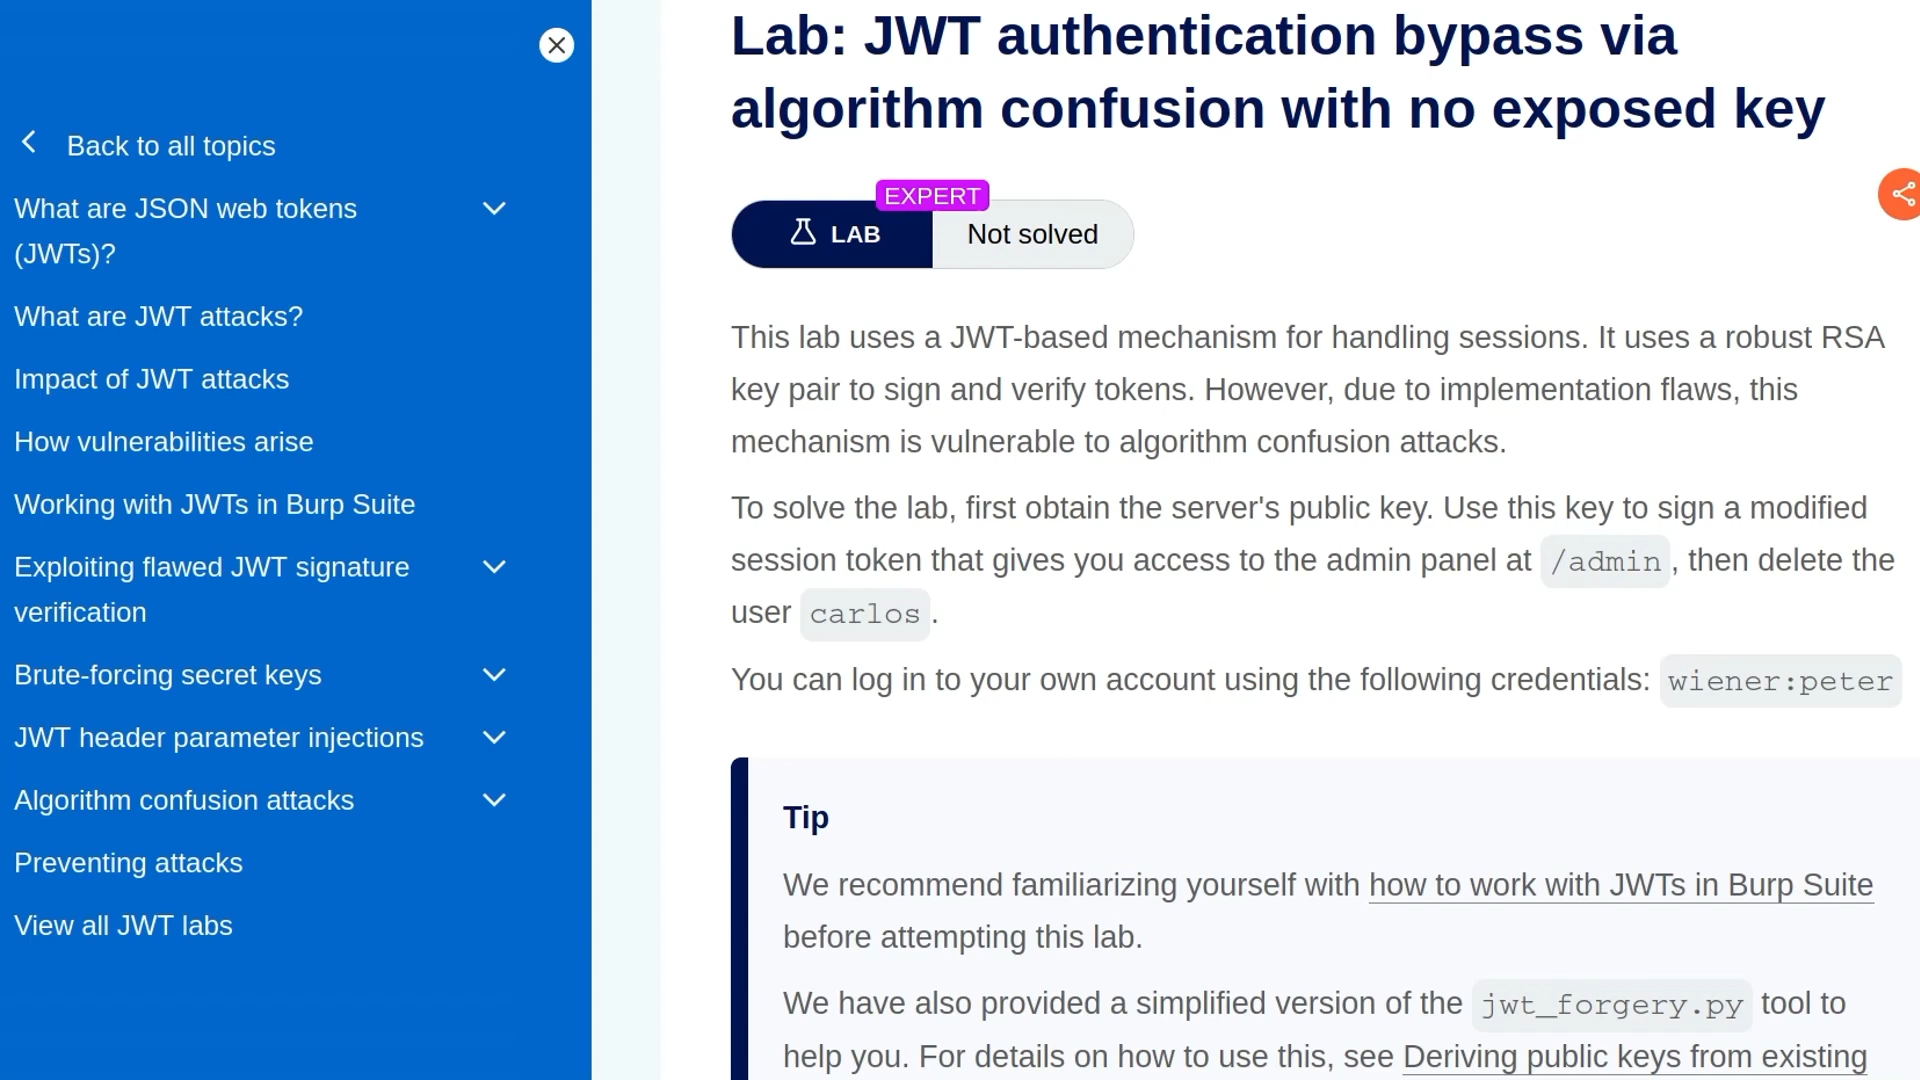 Back to all topics
What are JSON web tokens
(JWTs)?
What are JWT attacks?
Impact of JWT attacks
How vulnerabilities arise
Working with JWTs in Burp Suite
Exploiting flawed JWT signature
verification
Brute-forcing secret keys
JWT header parameter injections
Algorithm confusion attacks
Preventing attacks
View all JWT labs
Lab: JWT authentication bypass via
algorithm confusion with no exposed key
EXPERT
LAB
Not solved
This lab uses a JWT-based mechanism for handling sessions. It uses a robust RSA
key pair to sign and verify tokens. However, due to implementation flaws, this
mechanism is vulnerable to algorithm confusion attacks.
To solve the lab, first obtain the server's public key. Use this key to sign a modified
session token that gives you access to the admin panel at /admin, then delete the
user carlos.
You can log in to your own account using the following credentials: wiener:peter
Tip
We recommend familiarizing yourself with how to work with JWTs in Burp Suite
before attempting this lab.
We have also provided a simplified version of the jwt_forgery.py tool to
help you. For details on how to use this, see Deriving public keys from existing